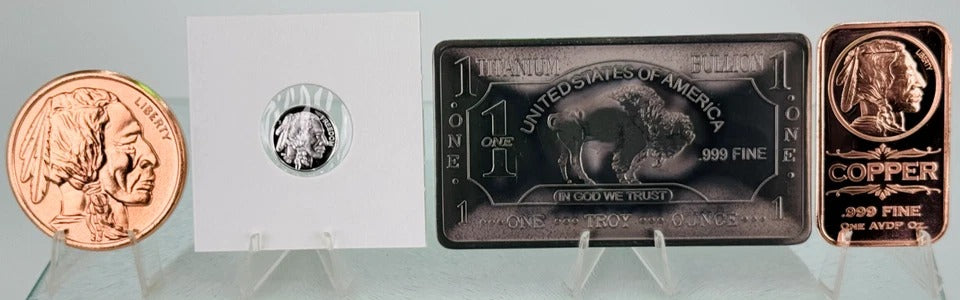 LIBERTY
FREEDOM
1 TITANIUM BULLION 1
UNITED STATES OF AMERICA
ONE 1 ONE ONE
.999 FINE
IN GOD WE TRUST
1 ONE TROY OUNCE 1
LIBERTY
COPPER
.999 FINE
ONE AVDP OZ